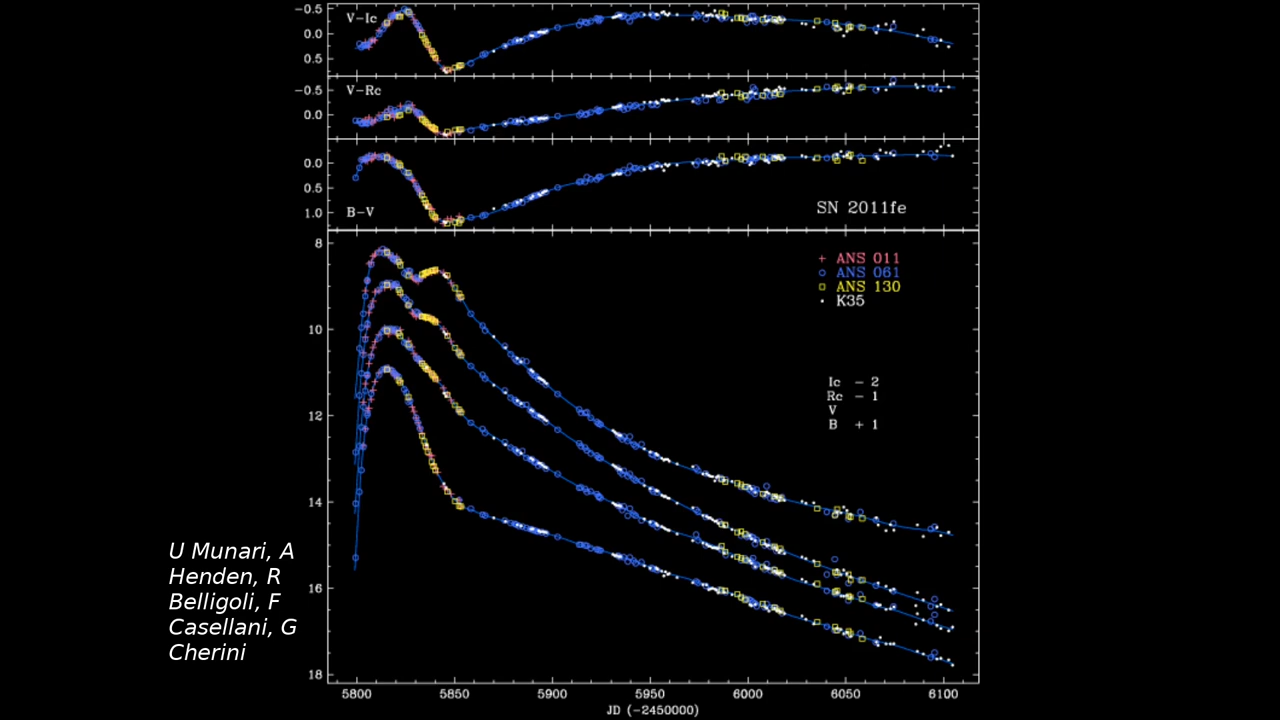 -0.5
V-Ic
0.0
0.5
-0.5
V-Rc
0.0
0.0
0.5
1.0
B-V
SN 2011fe
8
+ ANS 011
ANS 061
ANS 130
K35
10
Ic - 2
Rc - 1
V
B + 1
12
14
16
18
5800 5850 5900 5950 6000 6050 6100
JD (-2450000)
U Munari, A
Henden, R
Belligoli, F
Casellani, G
Cherini